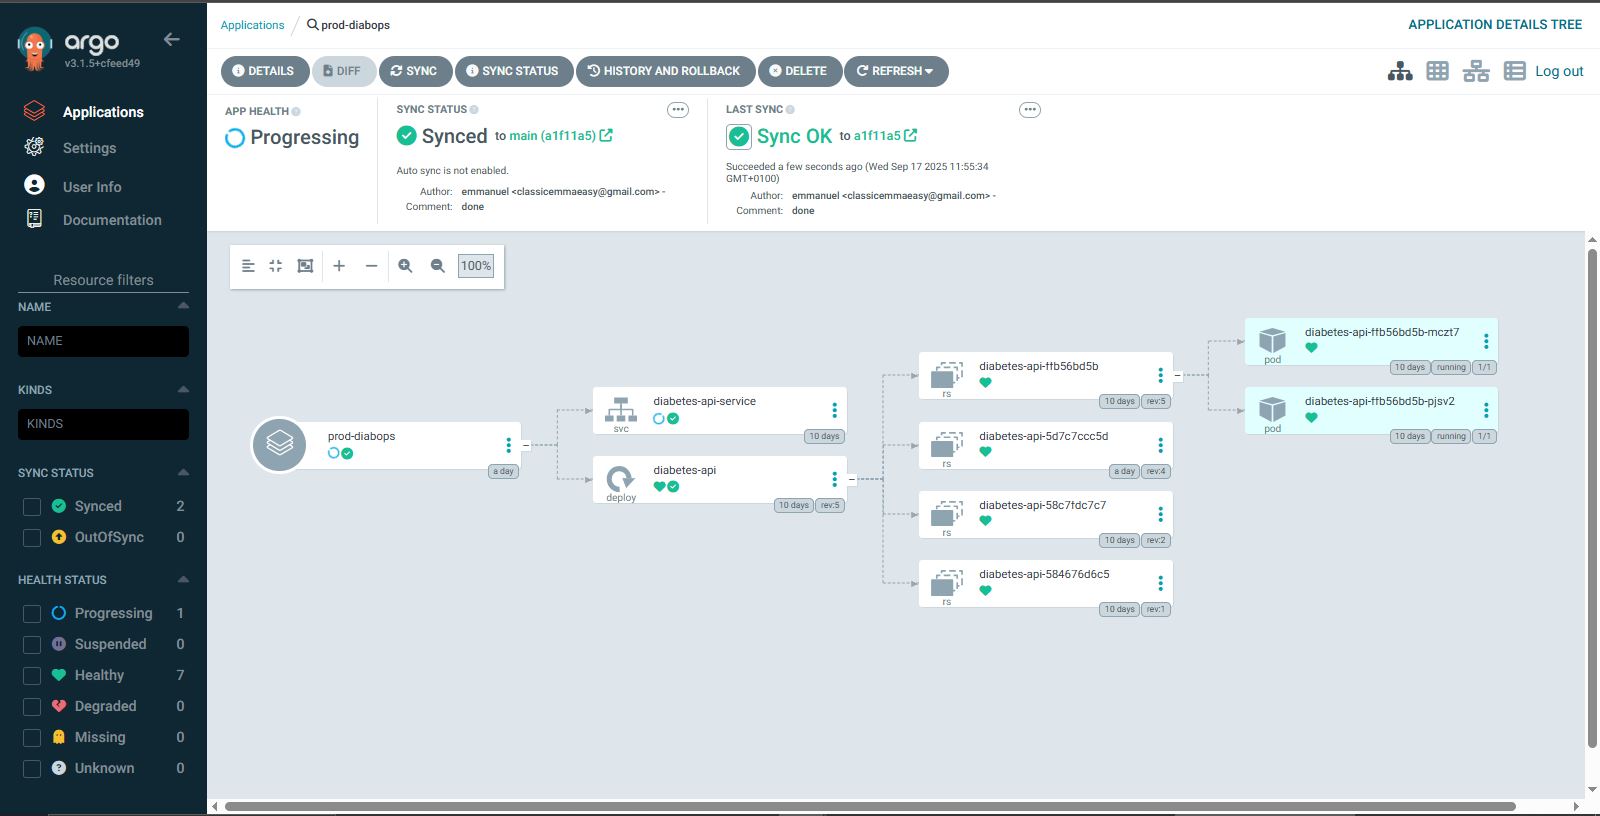 argo
v3.1.5+cfeed49
Applications
Settings
User Info
Documentation
Resource filters
NAME
NAME
KINDS
KINDS
SYNC STATUS
Synced 2
OutOfSync 0
HEALTH STATUS
Progressing 1
Suspended 0
Healthy 7
Degraded 0
Missing 0
Unknown 0
Applications / prod-diabops
APPLICATION DETAILS TREE
DETAILS DIFF SYNC SYNC STATUS HISTORY AND ROLLBACK DELETE REFRESH
Log out
APP HEALTH
Progressing
SYNC STATUS
Synced to main (a1f11a5)
Auto sync is not enabled.
Author: emmanuel <classicemmaeasy@gmail.com> -
Comment: done
LAST SYNC
Sync OK to a1f11a5
Succeeded a few seconds ago (Wed Sep 17 2025 11:55:34
GMT+0100)
Author: emmanuel <classicemmaeasy@gmail.com> -
Comment: done
100%
prod-diabops
a day
diabetes-api-service
svc
10 days
diabetes-api
deploy
10 days rev:5
diabetes-api-ffb56bd5b
rs
10 days rev:5
diabetes-api-5d7c7ccc5d
rs
a day rev:4
diabetes-api-58c7fdc7c7
rs
10 days rev:2
diabetes-api-584676d6c5
rs
10 days rev:1
diabetes-api-ffb56bd5b-mczt7
pod
10 days running 1/1
diabetes-api-ffb56bd5b-pjsv2
pod
10 days running 1/1